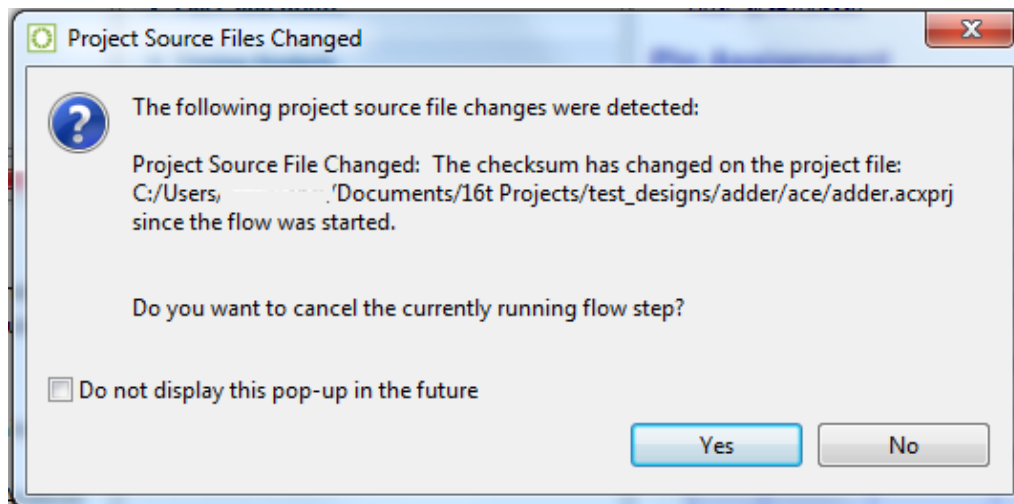 Project Source Files Changed
The following project source file changes were detected:
Project Source File Changed: The checksum has changed on the project file:
C:/Users/ /Documents/16t Projects/test_designs/adder/ace/adder.acxprj
since the flow was started.
Do you want to cancel the currently running flow step?
Do not display this pop-up in the future
Yes
No